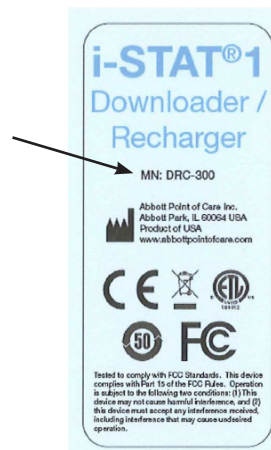 i-STAT®1
Downloader /
Recharger
MN: DRC-300
Abbott Point of Care Inc.
Abbott Park, IL 60064 USA
Product of USA
www.abbottpointofcare.com
CE
ETL
50
FC
Tested to comply with FCC Standards. This device
complies with Part 15 of the FCC Rules. Operation
is subject to the following two conditions: (1) This
device may not cause harmful interference, and (2)
this device must accept any interference received,
including interference that may cause undesired
operation.